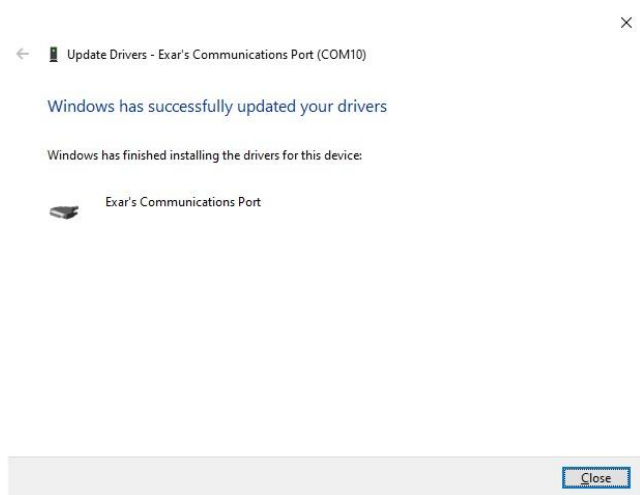 Update Drivers - Exar's Communications Port (COM10)
Windows has successfully updated your drivers
Windows has finished installing the drivers for this device:
Exar's Communications Port
Close